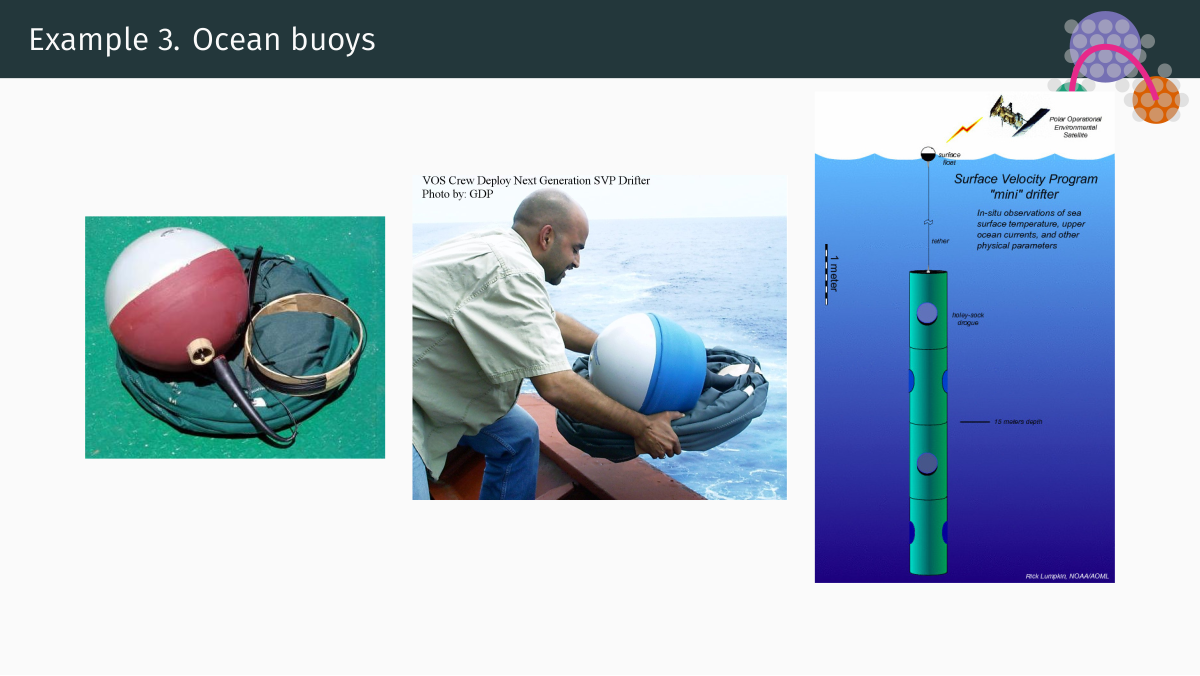 Example 3. Ocean buoys
VOS Crew Deploy Next Generation SVP Drifter
Photo by: GDP
Polar Operational
Environmental
Satellite
surface
float
Surface Velocity Program
"mini" drifter
In-situ observations of sea
surface temperature, upper
ocean currents, and other
physical parameters
tether
1 meter
holey-sock
drogue
15 meters depth
Rick Lumpkin, NOAA/AOML